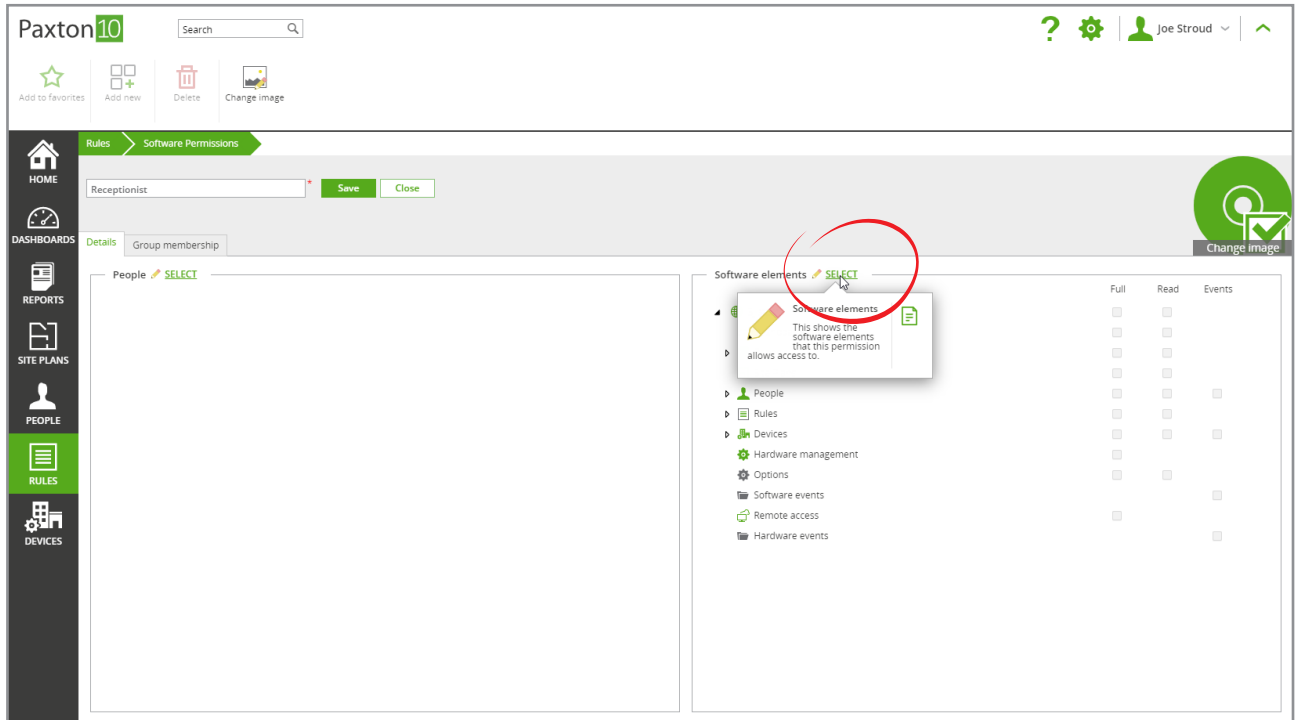 Paxton 10
Search
Joe Stroud
Add to favorites
Add new
Delete
Change image
Rules
Software Permissions
HOME
Receptionist
*
Save
Close
DASHBOARDS
Details
Group membership
Change image
People SELECT
Software elements SELECT
REPORTS
Full
Read
Events
Software elements
This shows the
software elements
that this permission
allows access to.
SITE PLANS
People
PEOPLE
Rules
Devices
Hardware management
RULES
Options
Software events
Remote access
DEVICES
Hardware events